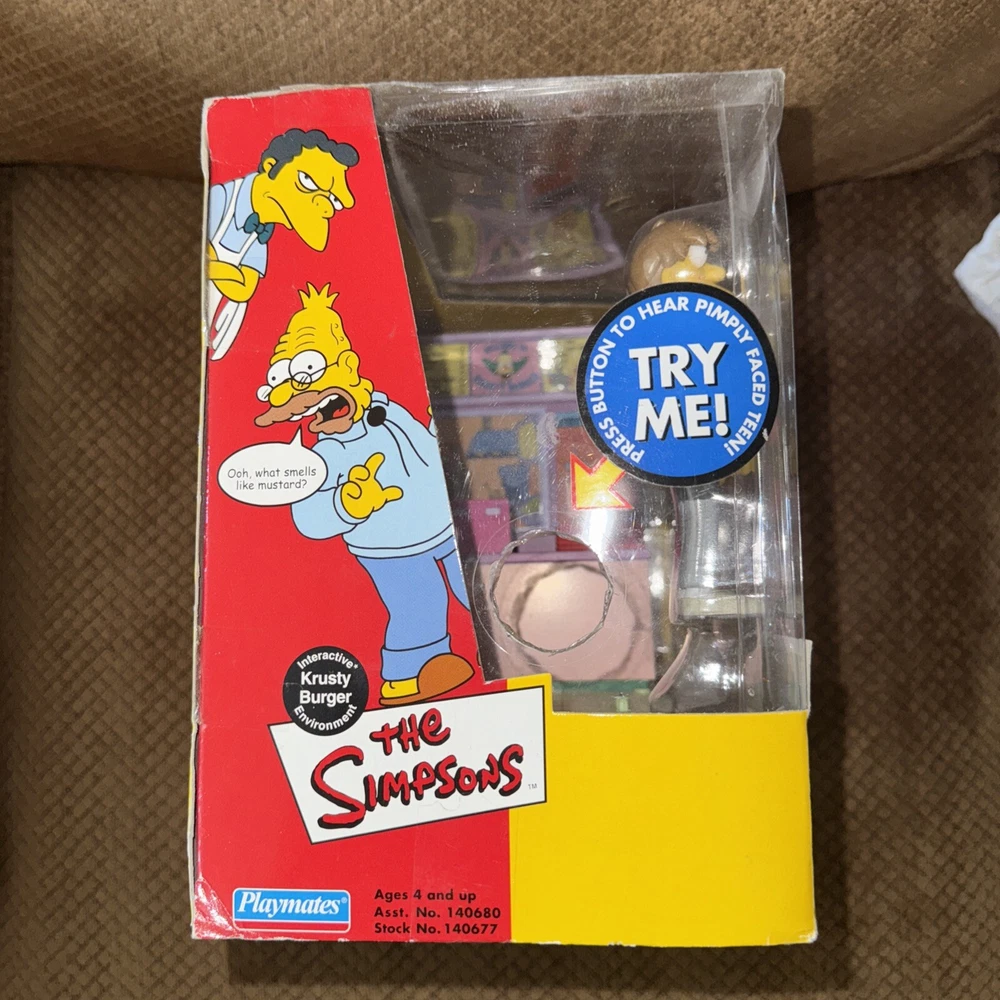 PRESS BUTTON TO HEAR PIMPLY FACED TEEN!
TRY
ME!
Ooh, what smells
like mustard?
Interactive*
Krusty
Burger
Environment
THE
SIMPSONS
TM
Playmates®
Ages 4 and up
Asst. No. 140680
Stock No. 140677